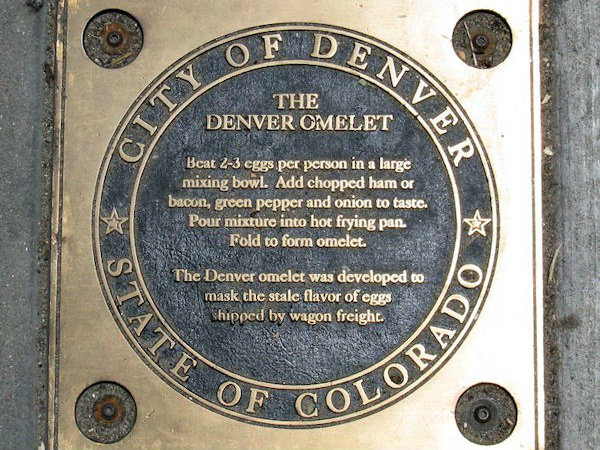 CITY OF DENVER
THE
DENVER OMELET
Beat 2-3 eggs per person in a large
mixing bowl. Add chopped ham or
bacon, green pepper and onion to taste.
Pour mixture into hot frying pan.
Fold to form omelet.
The Denver omelet was developed to
mask the stale flavor of eggs
shipped by wagon freight.
STATE OF COLORADO